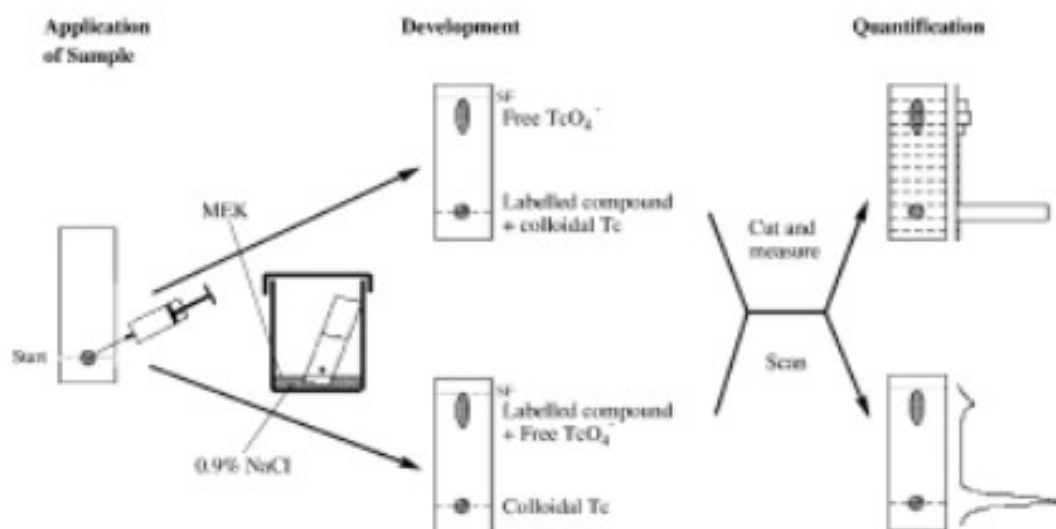 Application
of Sample
Development
Quantification
SF
Free TcO₄⁻
MEK
Labelled compound
+ colloidal Tc
Cut and
measure
Start
Scan
SF
Labelled compound
+ Free TcO₄⁻
0.9% NaCl
Colloidal Tc